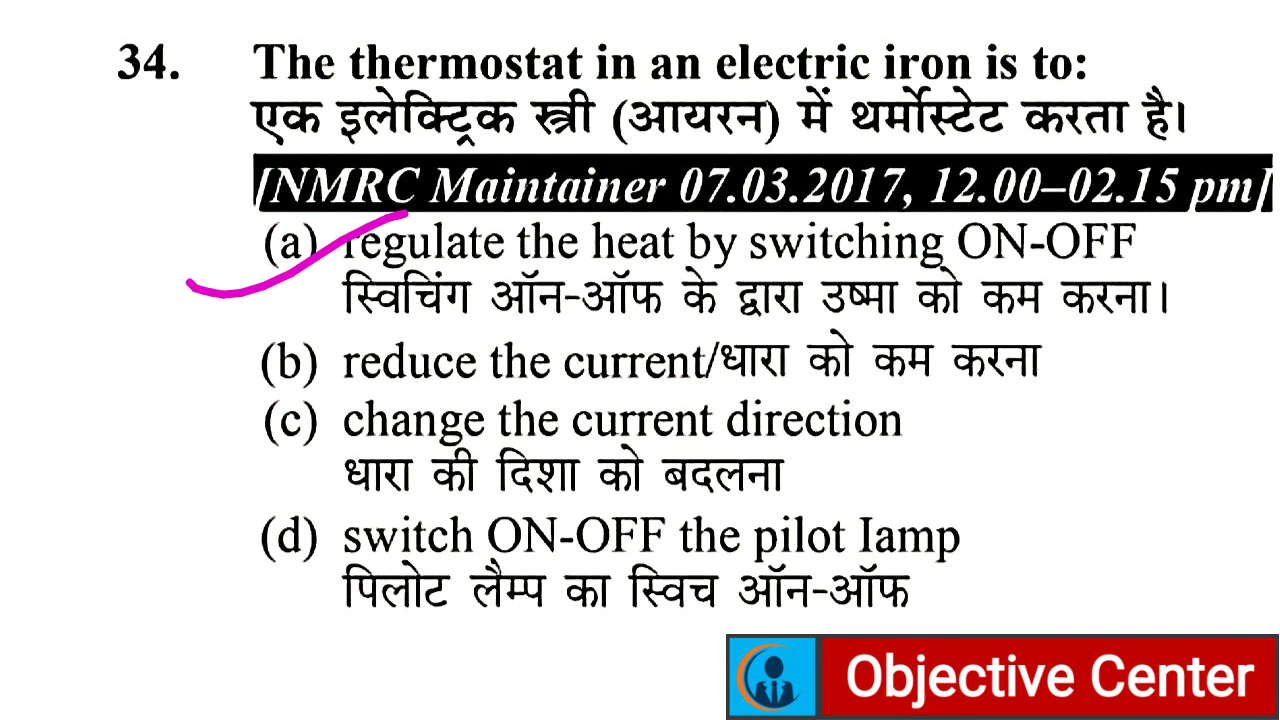 34. The thermostat in an electric iron is to:
एक इलेक्ट्रिक स्त्री (आयरन) में थर्मोस्टेट करता है।
[NMRC Maintainer 07.03.2017, 12.00–02.15 pm]
(a) regulate the heat by switching ON-OFF
स्विचिंग ऑन-ऑफ के द्वारा उष्मा को कम करना।
(b) reduce the current/धारा को कम करना
(c) change the current direction
धारा की दिशा को बदलना
(d) switch ON-OFF the pilot Iamp
पिलोट लैम्प का स्विच ऑन-ऑफ
Objective Center